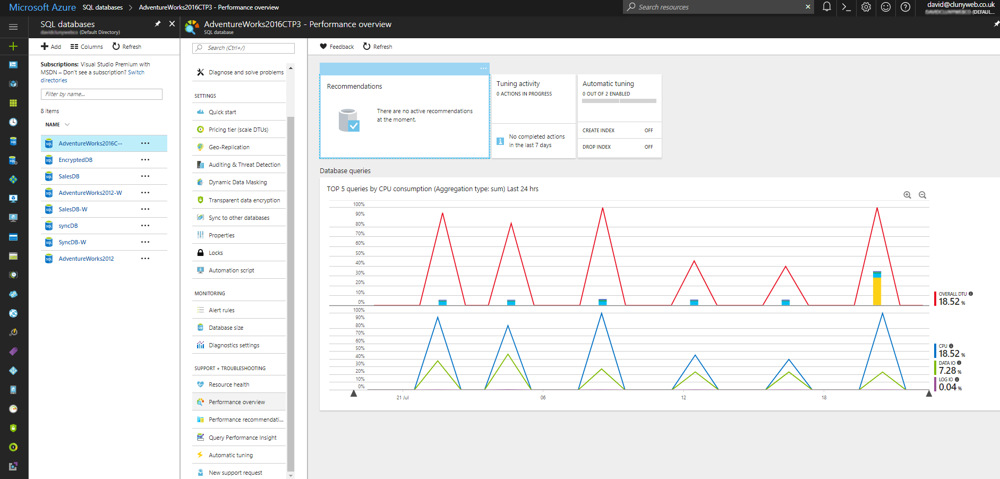 Microsoft Azure SQL databases > AdventureWorks2016CTP3 - Performance overview
Search resources
david@clunyweb.co.uk
(DEFAUL...
SQL databases
(Default Directory)
AdventureWorks2016CTP3 - Performance overview
SQL database
Add Columns Refresh
Subscriptions: Visual Studio Premium with
MSDN – Don't see a subscription? Switch
directories
Filter by name...
8 items
NAME
AdventureWorks2016C...
EncryptedDB
SalesDB
AdventureWorks2012-W
SalesDB-W
syncDB
SyncDB-W
AdventureWorks2012
Search (Ctrl+/)
Diagnose and solve problems
SETTINGS
Quick start
Pricing tier (scale DTUs)
Geo-Replication
Auditing & Threat Detection
Dynamic Data Masking
Transparent data encryption
Sync to other databases
Properties
Locks
Automation script
MONITORING
Alert rules
Database size
Diagnostics settings
SUPPORT + TROUBLESHOOTING
Resource health
Performance overview
Performance recommendati...
Query Performance Insight
Automatic tuning
New support request
Feedback Refresh
Recommendations
There are no active recommendations
at the moment.
Tuning activity
0 ACTIONS IN PROGRESS
No completed actions
in the last 7 days
Automatic tuning
0 OUT OF 2 ENABLED
CREATE INDEX OFF
DROP INDEX OFF
Database queries
TOP 5 queries by CPU consumption (Aggregation type: sum) Last 24 hrs
100%
90%
80%
70%
60%
50%
40%
30%
20%
10%
0%
OVERALL DTU
18.52 %
100%
90%
80%
70%
60%
50%
40%
30%
20%
10%
0%
CPU
18.52 %
DATA IO
7.28 %
LOG IO
0.04 %
21 Jul 06 12 18